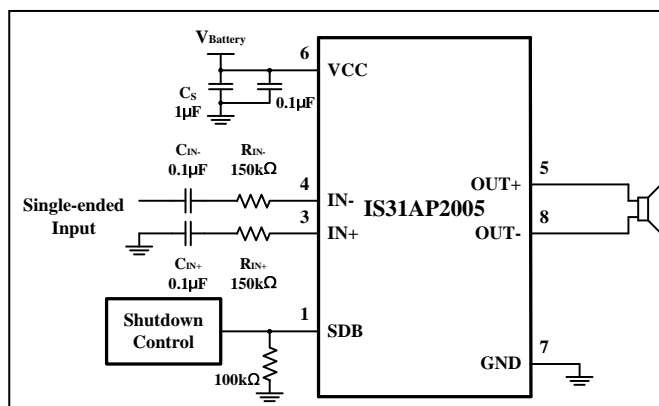 VBattery
6
VCC
CS
1µF
0.1µF
CIN-
0.1µF
RIN-
150kΩ
4
IN-
Single-ended
Input
3
IN+
CIN+
0.1µF
RIN+
150kΩ
IS31AP2005
5
OUT+
8
OUT-
Shutdown
Control
1
SDB
100kΩ
7
GND